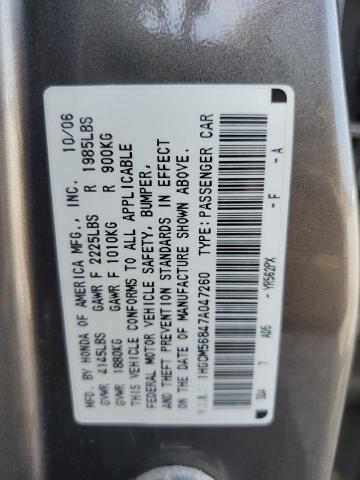 MFD. BY HONDA OF AMERICA MFG., INC. 10/06
GVWR 4145LBS GAWR F 2225LBS R 1985LBS
GVWR 1880KG GAWR F 1010KG R 900KG
THIS VEHICLE CONFORMS TO ALL APPLICABLE
FEDERAL MOTOR VEHICLE SAFETY, BUMPER,
AND THEFT PREVENTION STANDARDS IN EFFECT
ON THE DATE OF MANUFACTURE SHOWN ABOVE.
V.I.N.: 1HGCM56847A047260 TYPE: PASSENGER CAR
SDA 7 AD5 - YR562PX - F - A